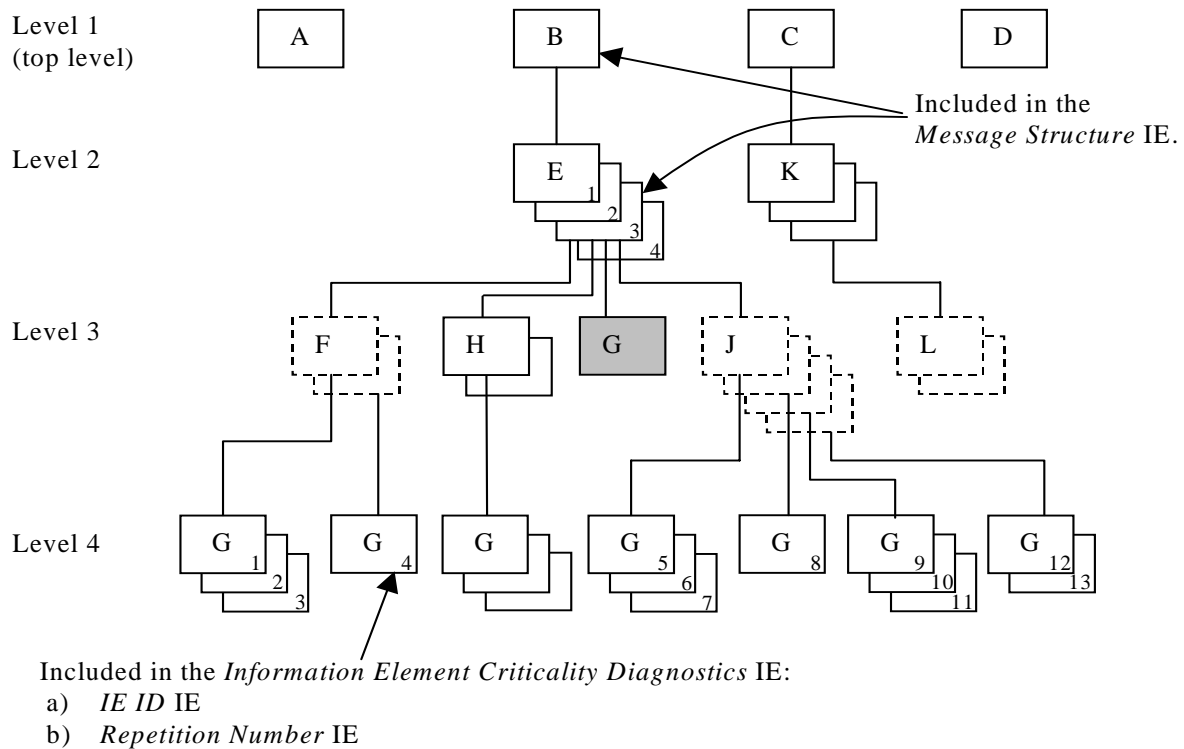 Level 1
(top level)
A
B
C
D
Included in the
Message Structure IE.
Level 2
E
1
2
3
4
K
Level 3
F
H
G
J
L
Level 4
G
1
2
3
G
4
G
G
5
6
7
G
8
G
9
10
11
G
12
13
Included in the Information Element Criticality Diagnostics IE:
a) IE ID IE
b) Repetition Number IE